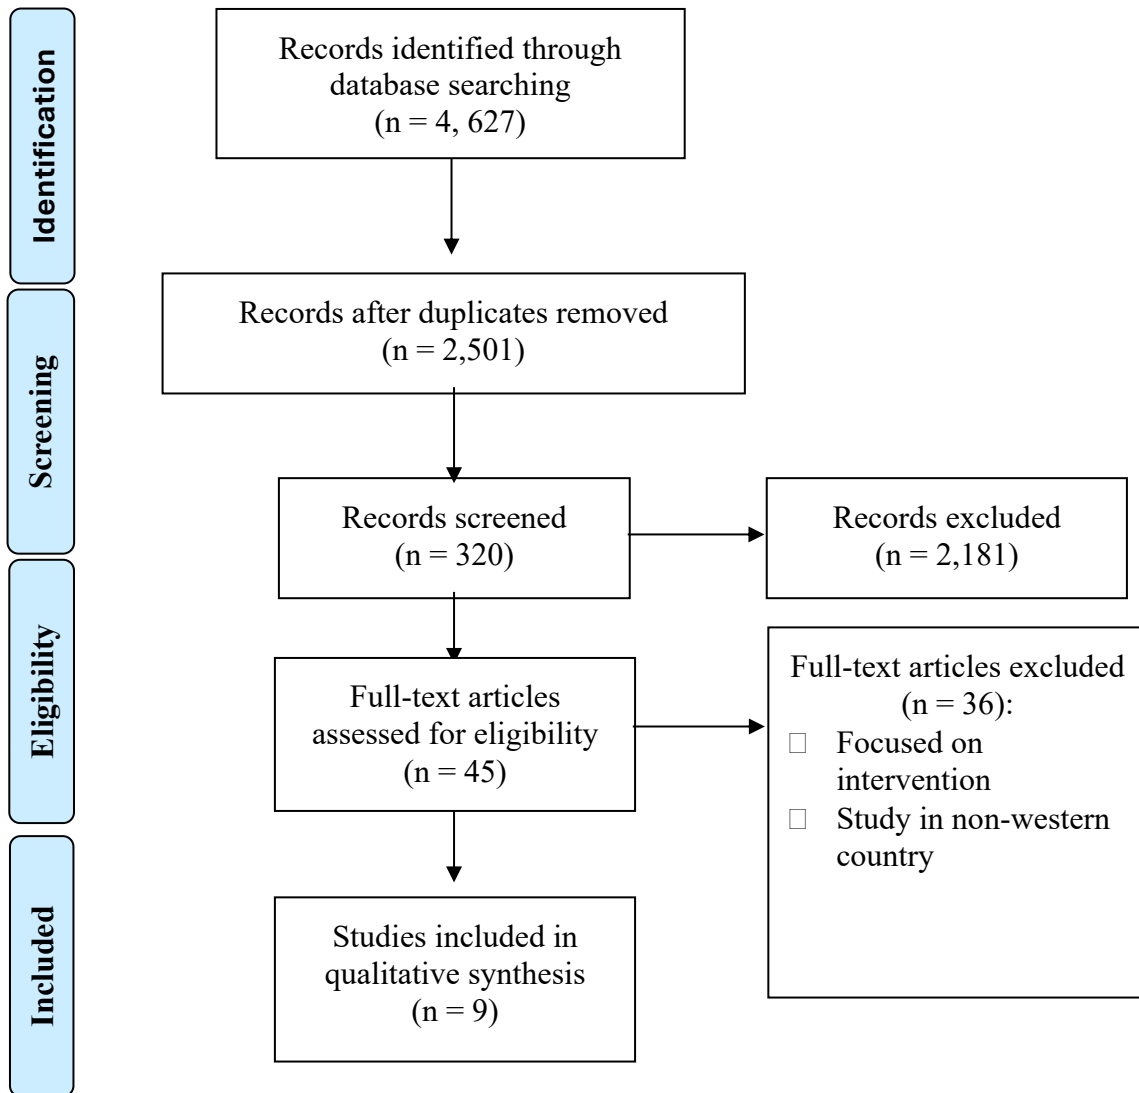 Identification
Records identified through
database searching
(n = 4, 627)
Records after duplicates removed
(n = 2,501)
Screening
Records screened
(n = 320)
Records excluded
(n = 2,181)
Eligibility
Full-text articles
assessed for eligibility
(n = 45)
Full-text articles excluded
(n = 36):
Focused on
intervention
Study in non-western
country
Included
Studies included in
qualitative synthesis
(n = 9)